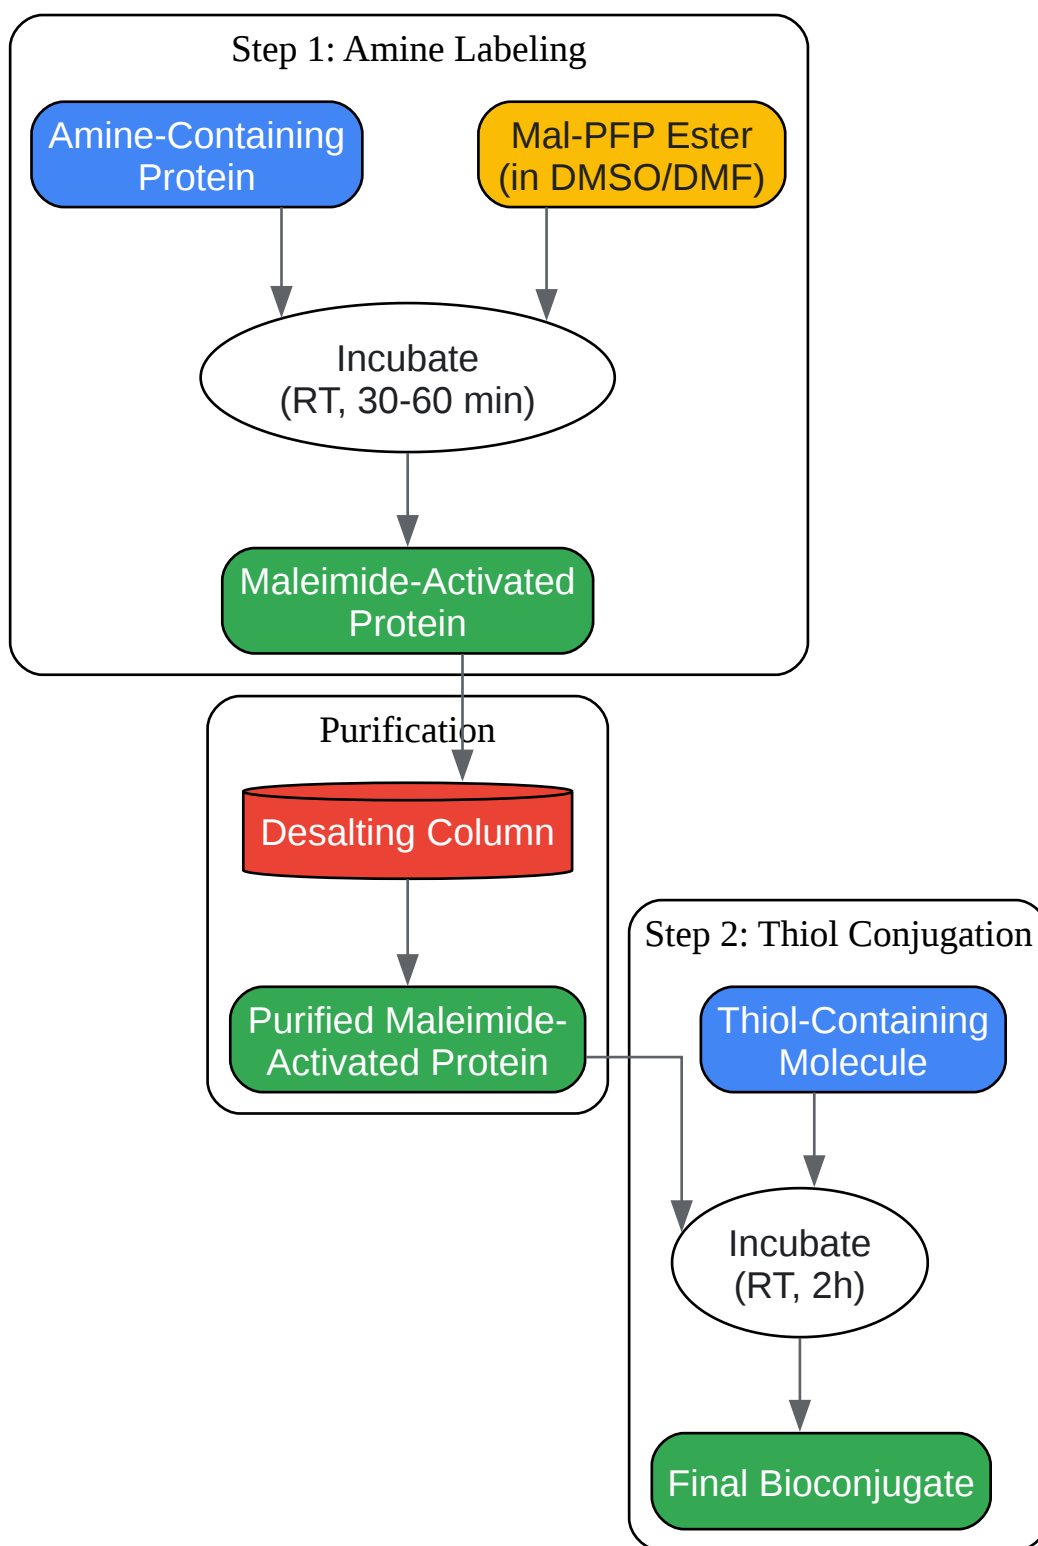 Step 1: Amine Labeling
Amine-Containing
Protein
Mal-PFP Ester
(in DMSO/DMF)
Incubate
(RT, 30-60 min)
Maleimide-Activated
Protein
Purification
Desalting Column
Purified Maleimide-
Activated Protein
Step 2: Thiol Conjugation
Thiol-Containing
Molecule
Incubate
(RT, 2h)
Final Bioconjugate